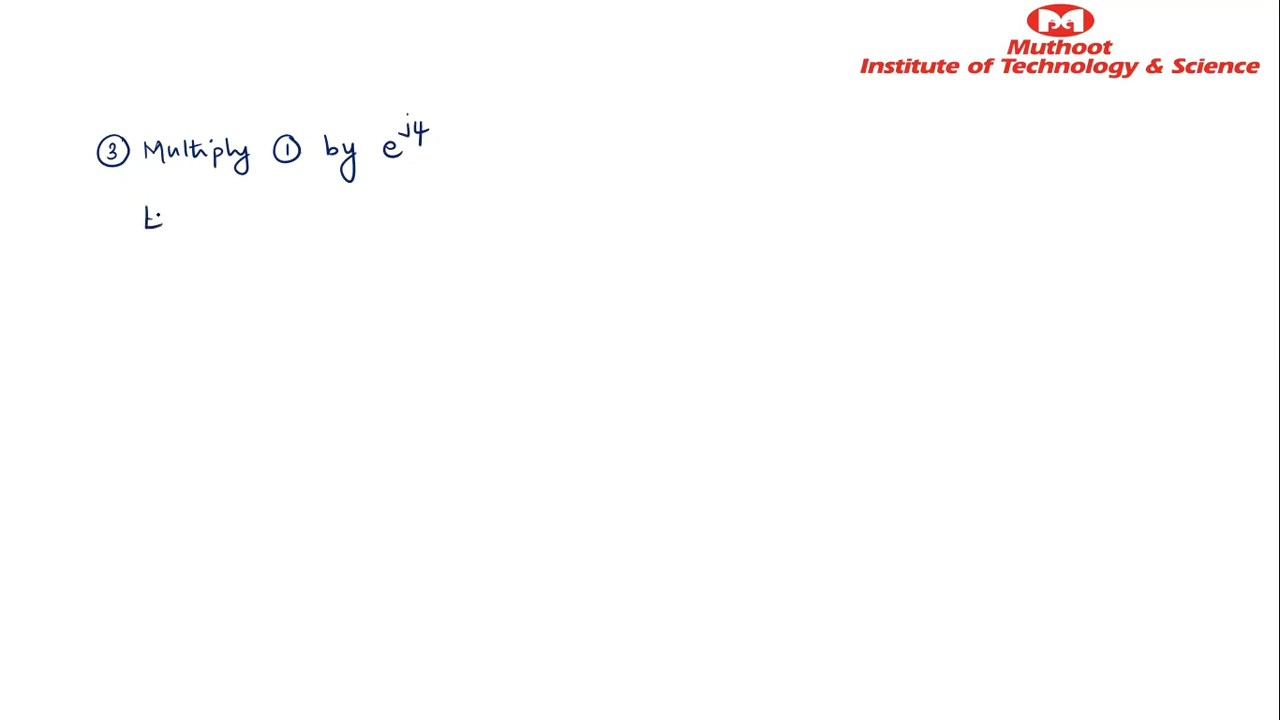 Muthoot
Institute of Technology & Science
③ Multiply ① by e^j4